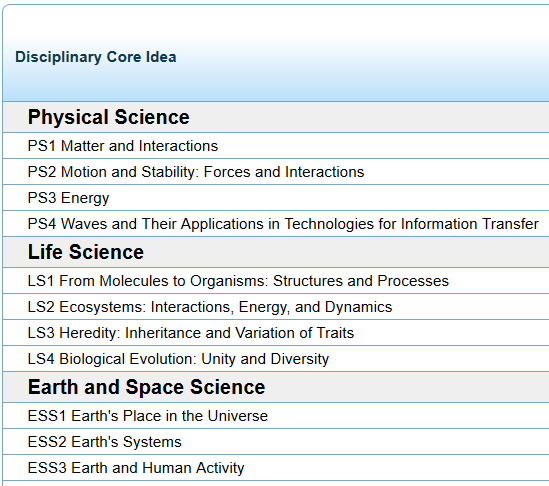 Disciplinary Core Idea
Physical Science
PS1 Matter and Interactions
PS2 Motion and Stability: Forces and Interactions
PS3 Energy
PS4 Waves and Their Applications in Technologies for Information Transfer
Life Science
LS1 From Molecules to Organisms: Structures and Processes
LS2 Ecosystems: Interactions, Energy, and Dynamics
LS3 Heredity: Inheritance and Variation of Traits
LS4 Biological Evolution: Unity and Diversity
Earth and Space Science
ESS1 Earth's Place in the Universe
ESS2 Earth's Systems
ESS3 Earth and Human Activity